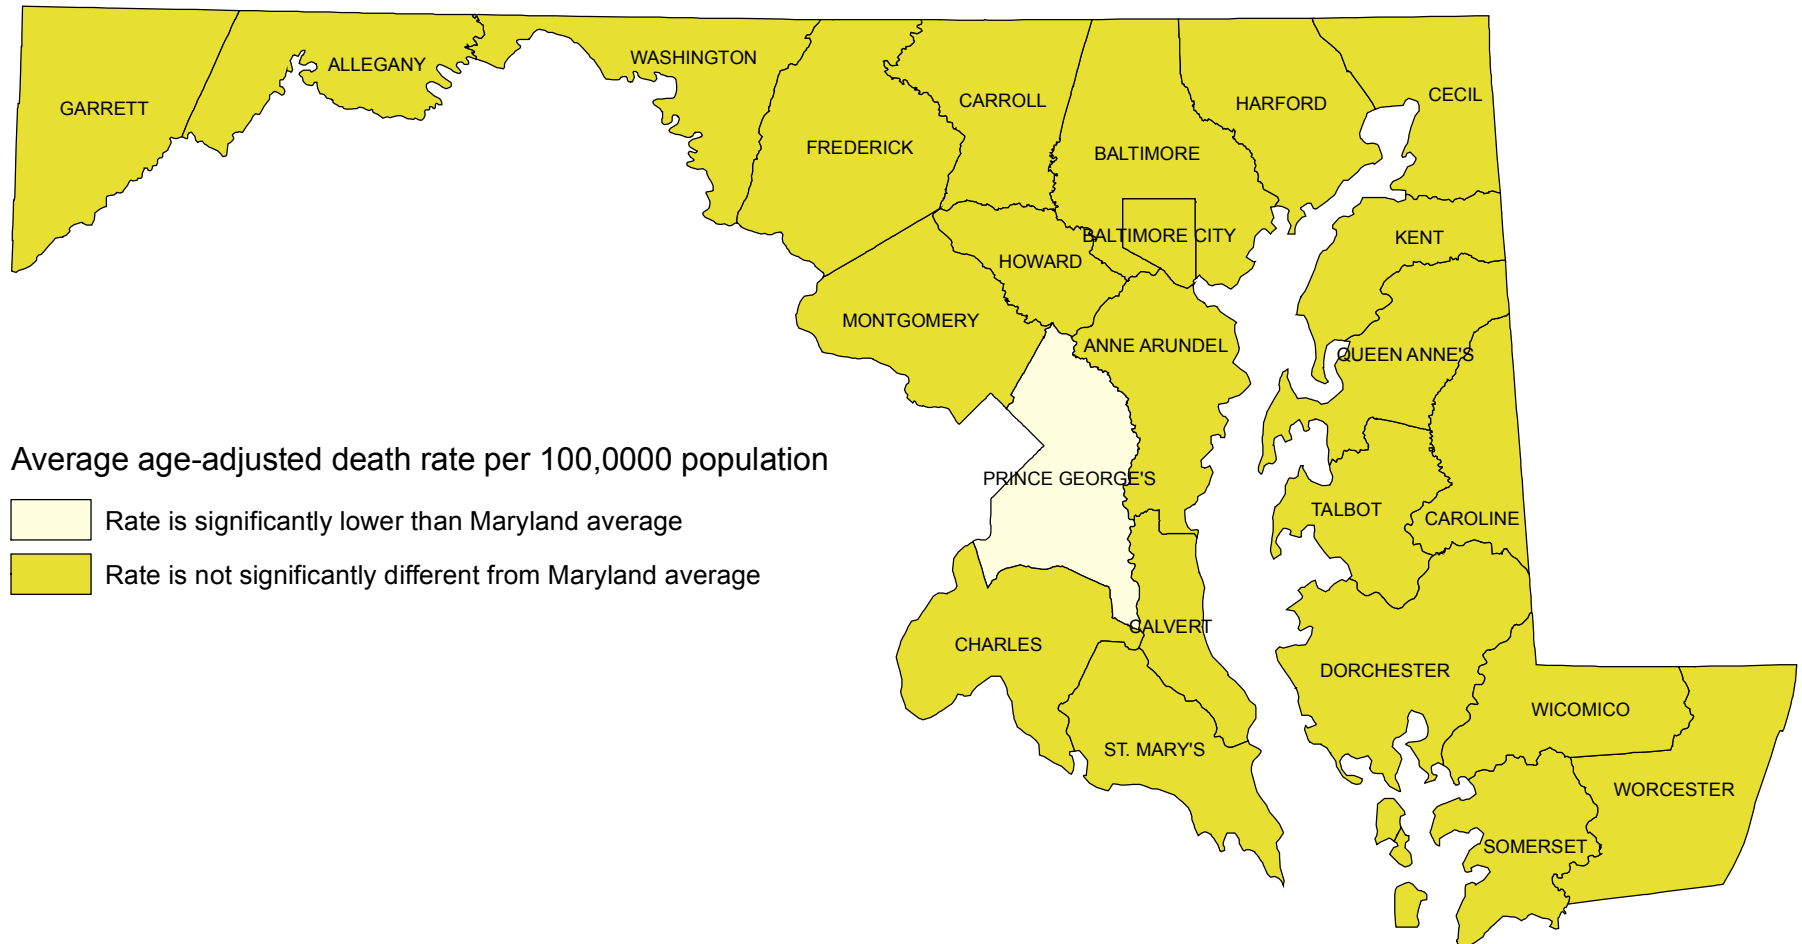 WASHINGTON
ALLEGANY
CECIL
GARRETT
CARROLL
HARFORD
FREDERICK
BALTIMORE
BALTIMORE CITY
KENT
HOWARD
MONTGOMERY
ANNE ARUNDEL
QUEEN ANNE'S
Average age-adjusted death rate per 100,0000 population
PRINCE GEORGE'S
Rate is significantly lower than Maryland average
TALBOT
CAROLINE
Rate is not significantly different from Maryland average
CALVERT
CHARLES
DORCHESTER
WICOMICO
ST. MARY'S
WORCESTER
SOMERSET